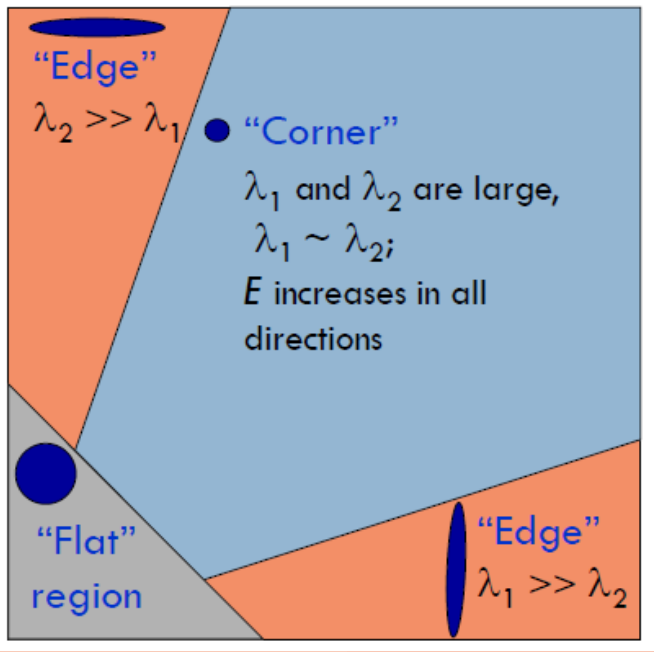 “Edge”
λ₂ >> λ₁
“Corner”
λ₁ and λ₂ are large,
λ₁ ~ λ₂;
E increases in all
directions
“Flat”
region
“Edge”
λ₁ >> λ₂